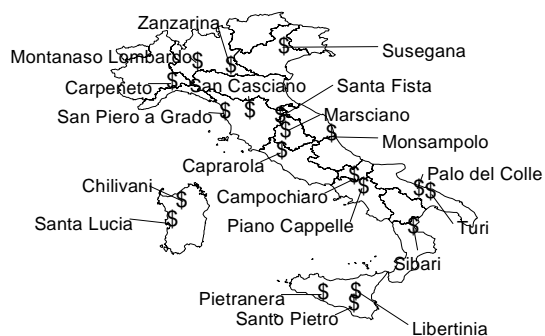 Zanzarina
Montanaso Lombardo $ $ $ Susegana
Carpeneto $ San Casciano Santa Fista
San Piero a Grado $ $ $ Marsciano
$ $ Monsampolo
Caprarola $
Chilivani $ Campochiaro $ $ $ $ Palo del Colle
Santa Lucia $ Piano Cappelle Turi
$
Sibari
Pietranera $ $
Santo Pietro $ Libertinia